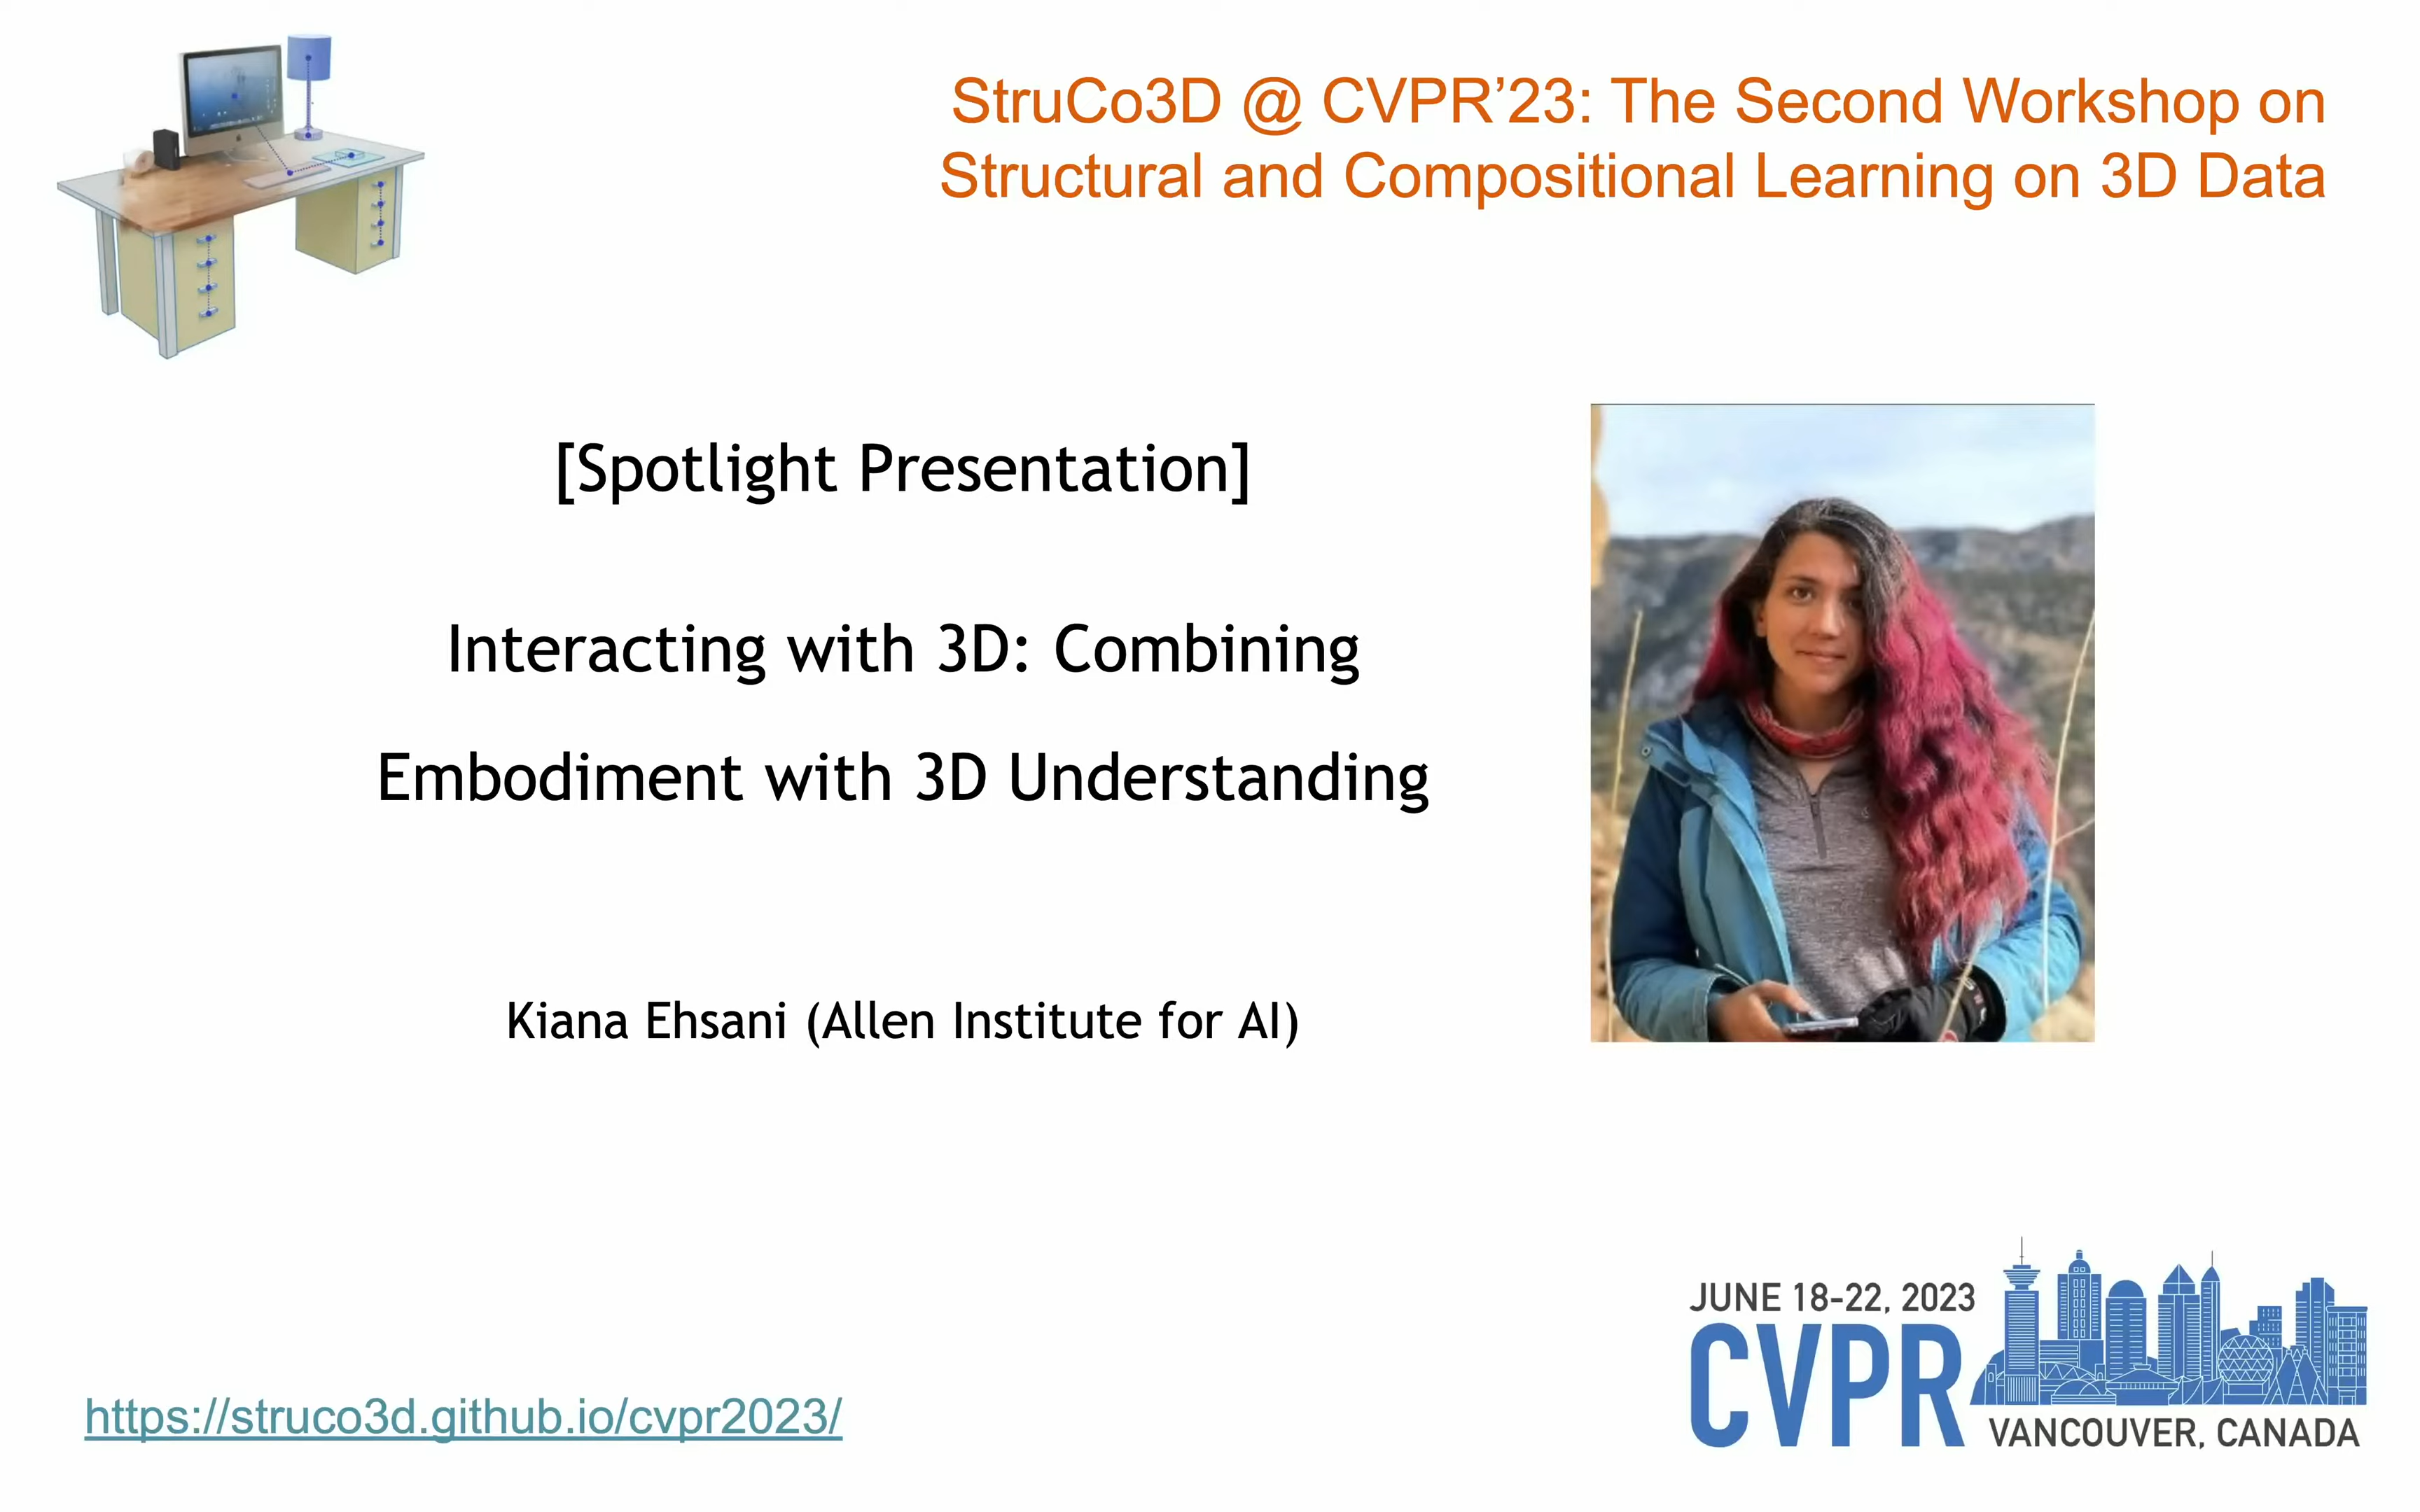 StruCo3D @ CVPR’23: The Second Workshop on
Structural and Compositional Learning on 3D Data
[Spotlight Presentation]
Interacting with 3D: Combining
Embodiment with 3D Understanding
Kiana Ehsani (Allen Institute for AI)
https://struco3d.github.io/cvpr2023/
JUNE 18-22, 2023
CVPR
VANCOUVER, CANADA